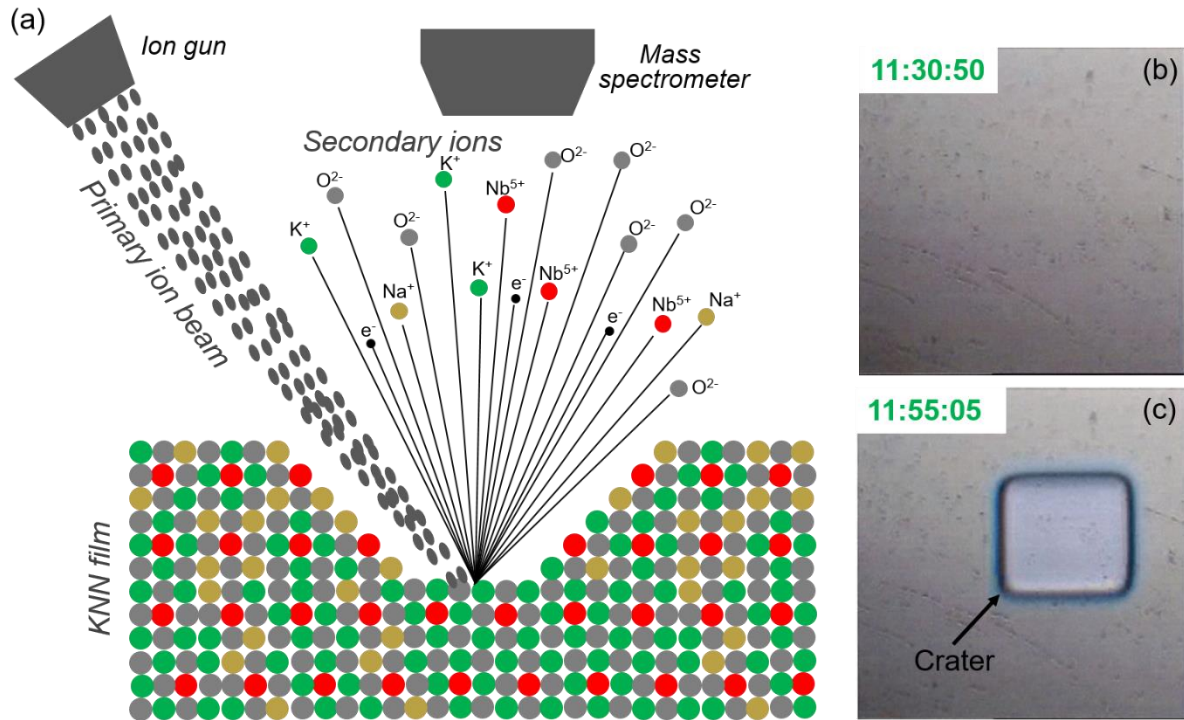 (a)
Ion gun
Mass
spectrometer
Secondary ions
Primary ion beam
K⁺
O²⁻
O²⁻
K⁺
Nb⁵⁺
O²⁻
O²⁻
O²⁻
O²⁻
K⁺
e⁻
Nb⁵⁺
Na⁺
e⁻
e⁻
Nb⁵⁺
Na⁺
O²⁻
KNN film
11:30:50
(b)
11:55:05
(c)
Crater